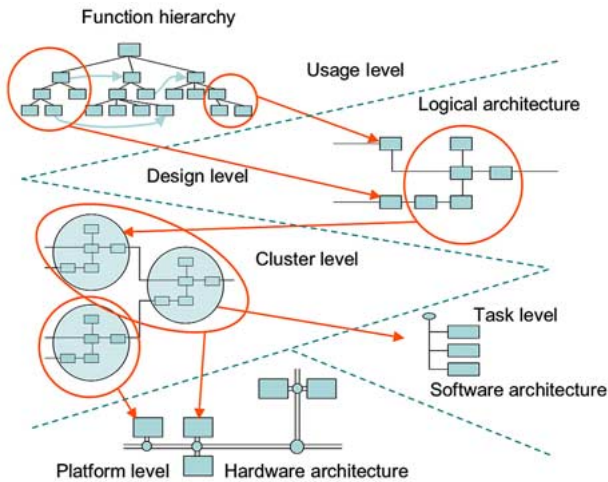 Function hierarchy
Usage level
Logical architecture
Design level
Cluster level
Task level
Software architecture
Platform level
Hardware architecture